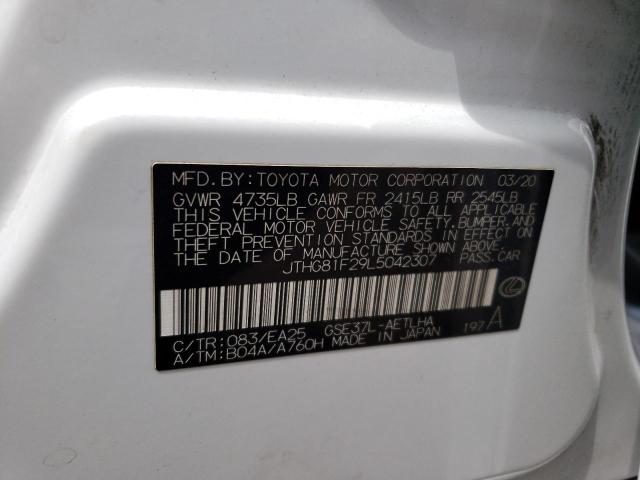 MFD.BY:TOYOTA MOTOR CORPORATION 03/20
GVWR 4735LB GAWR FR 2415LB RR 2545LB
THIS VEHICLE CONFORMS TO ALL APPLICABLE
FEDERAL MOTOR VEHICLE SAFETY,BUMPER,AND
THEFT PREVENTION STANDARDS IN EFFECT ON
THE DATE OF MANUFACTURE SHOWN ABOVE.
JTHG81F29L5042307 PASS.CAR
C/TR:083/EA25 GSE37L-AETLHA 197A
A/TM:B04A/A760H MADE IN JAPAN